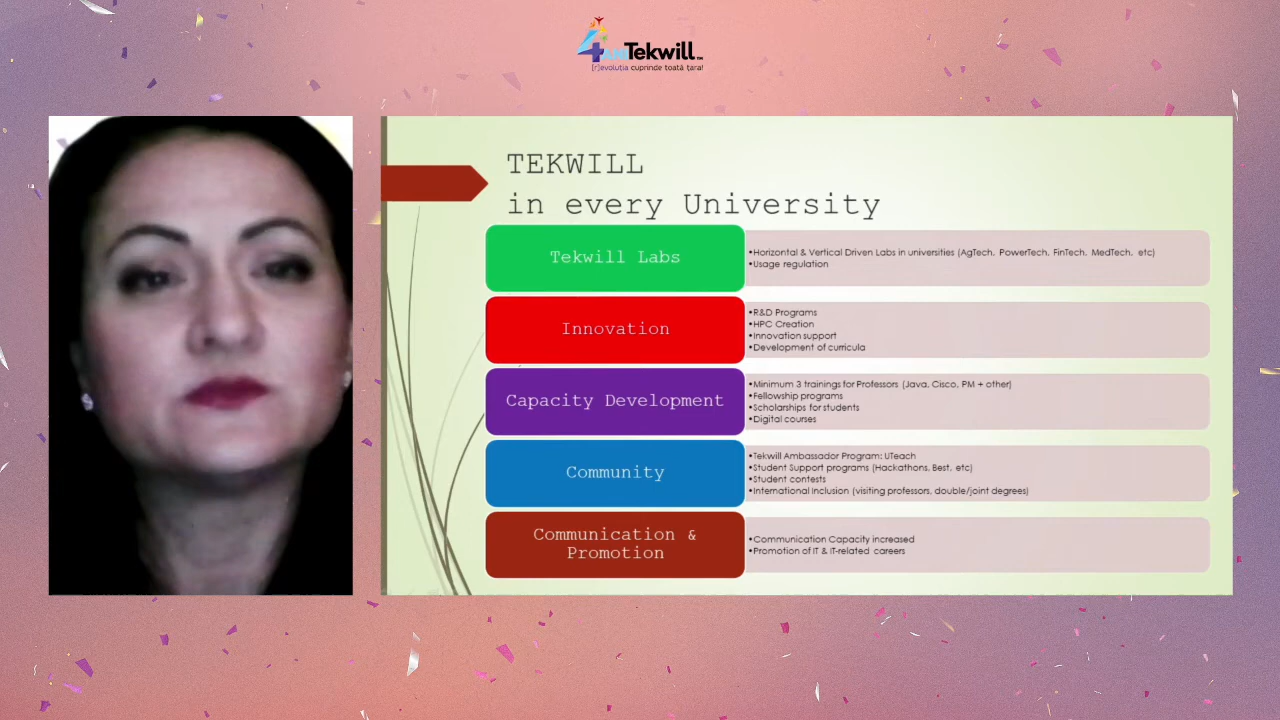 4 ANI Tekwill™
[r]evoluția cuprinde toată țara!
TEKWILL
in every University
Tekwill Labs
•Horizontal & Vertical Driven Labs in universities (AgTech, PowerTech, FinTech, MedTech, etc)
•Usage regulation
Innovation
•R&D Programs
•HPC Creation
•Innovation support
•Development of curricula
Capacity Development
•Minimum 3 trainings for Professors (Java, Cisco, PM + other)
•Fellowship programs
•Scholarships for students
•Digital courses
Community
•Tekwill Ambassador Program: UTeach
•Student Support programs (Hackathons, Best, etc)
•Student contests
•International Inclusion (visiting professors, double/joint degrees)
Communication &
Promotion
•Communication Capacity increased
•Promotion of IT & IT-related careers